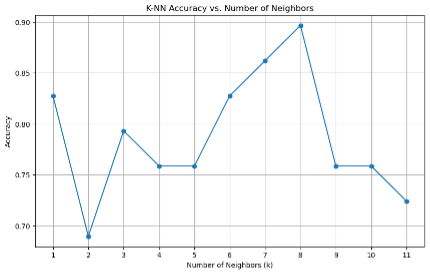 K-NN Accuracy vs. Number of Neighbors
0.90
0.85
0.80
0.75
0.70
Accuracy
1 2 3 4 5 6 7 8 9 10 11
Number of Neighbors (k)